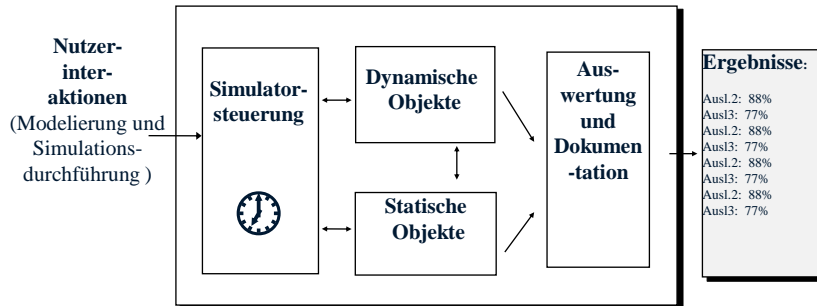 Nutzer-
inter-
aktionen
(Modelierung und
Simulations-
durchführung )
Simulator-
steuerung
Dynamische
Objekte
Statische
Objekte
Aus-
wertung
und
Dokumen
-tation
Ergebnisse:
Ausl.2: 88%
Ausl3: 77%
Ausl.2: 88%
Ausl3: 77%
Ausl.2: 88%
Ausl3: 77%
Ausl.2: 88%
Ausl3: 77%